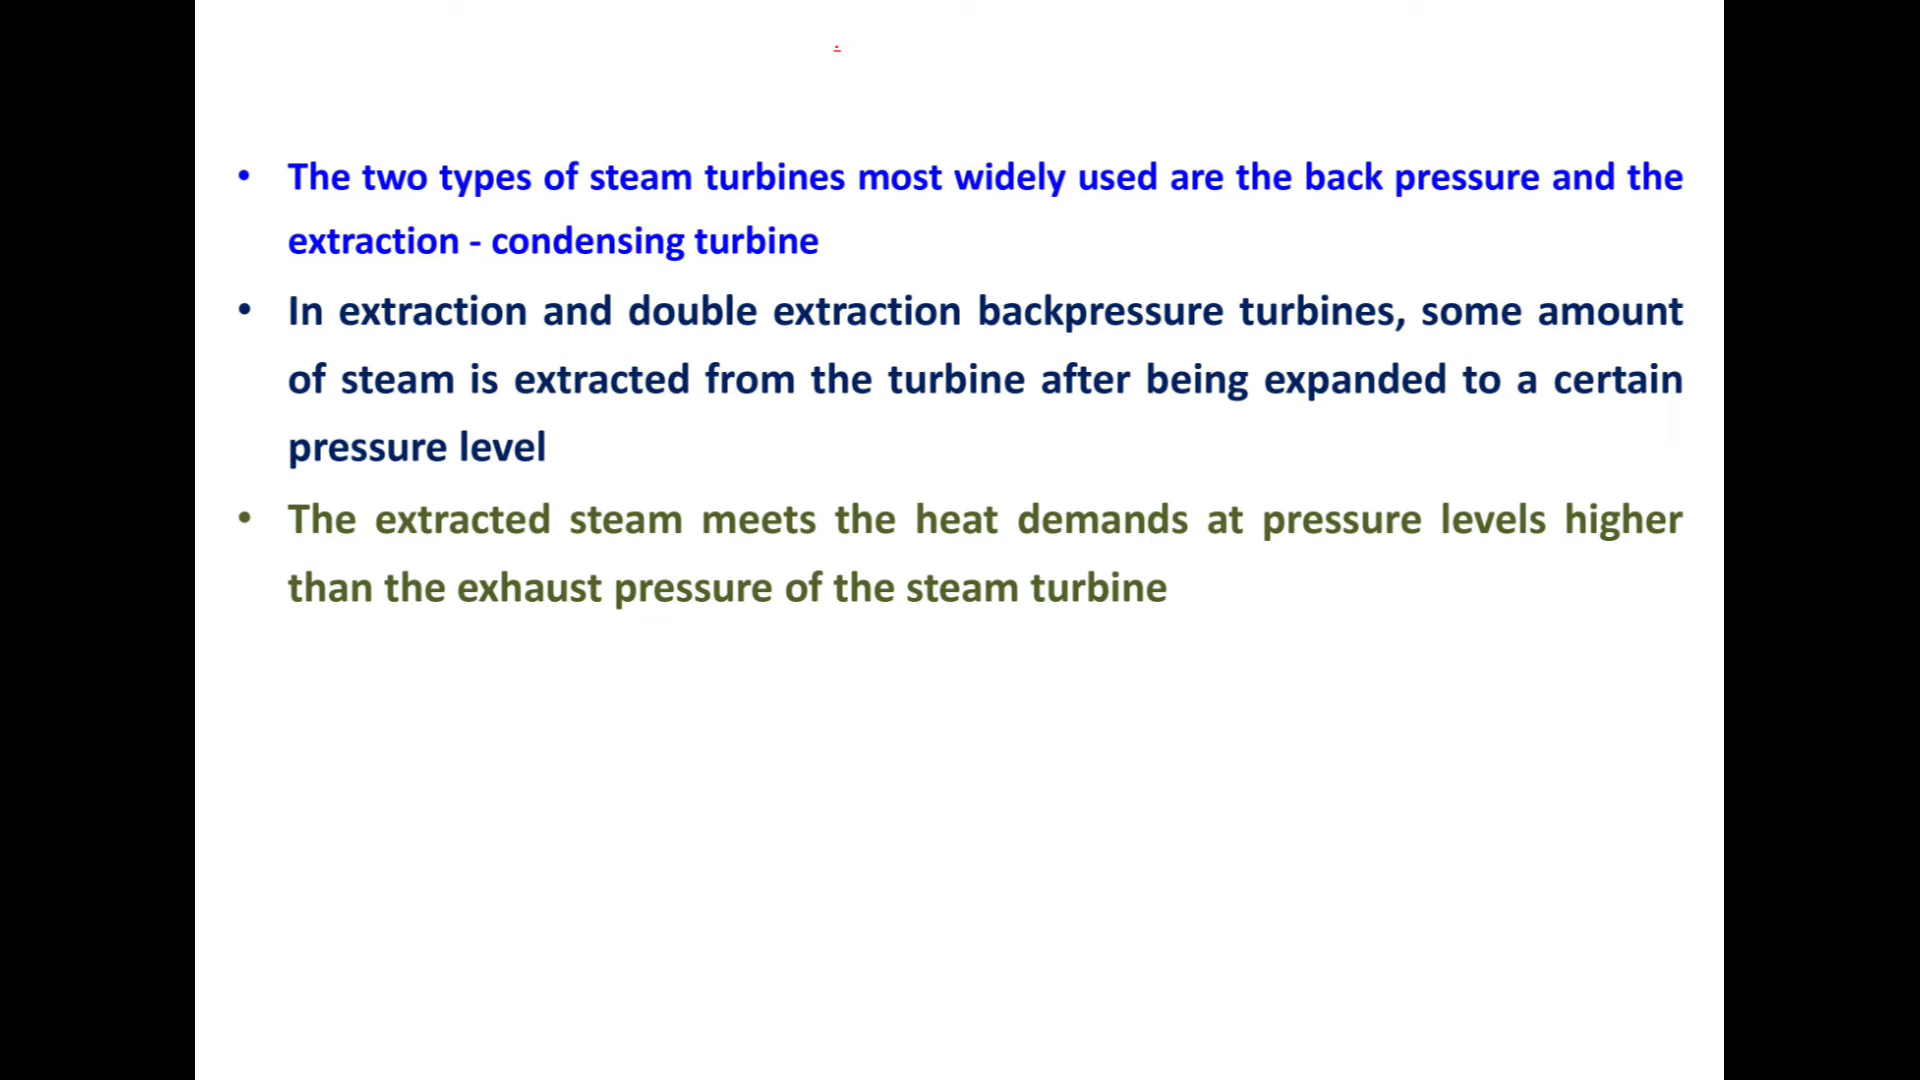 • The two types of steam turbines most widely used are the back pressure and the
extraction - condensing turbine
• In extraction and double extraction backpressure turbines, some amount
of steam is extracted from the turbine after being expanded to a certain
pressure level
• The extracted steam meets the heat demands at pressure levels higher
than the exhaust pressure of the steam turbine